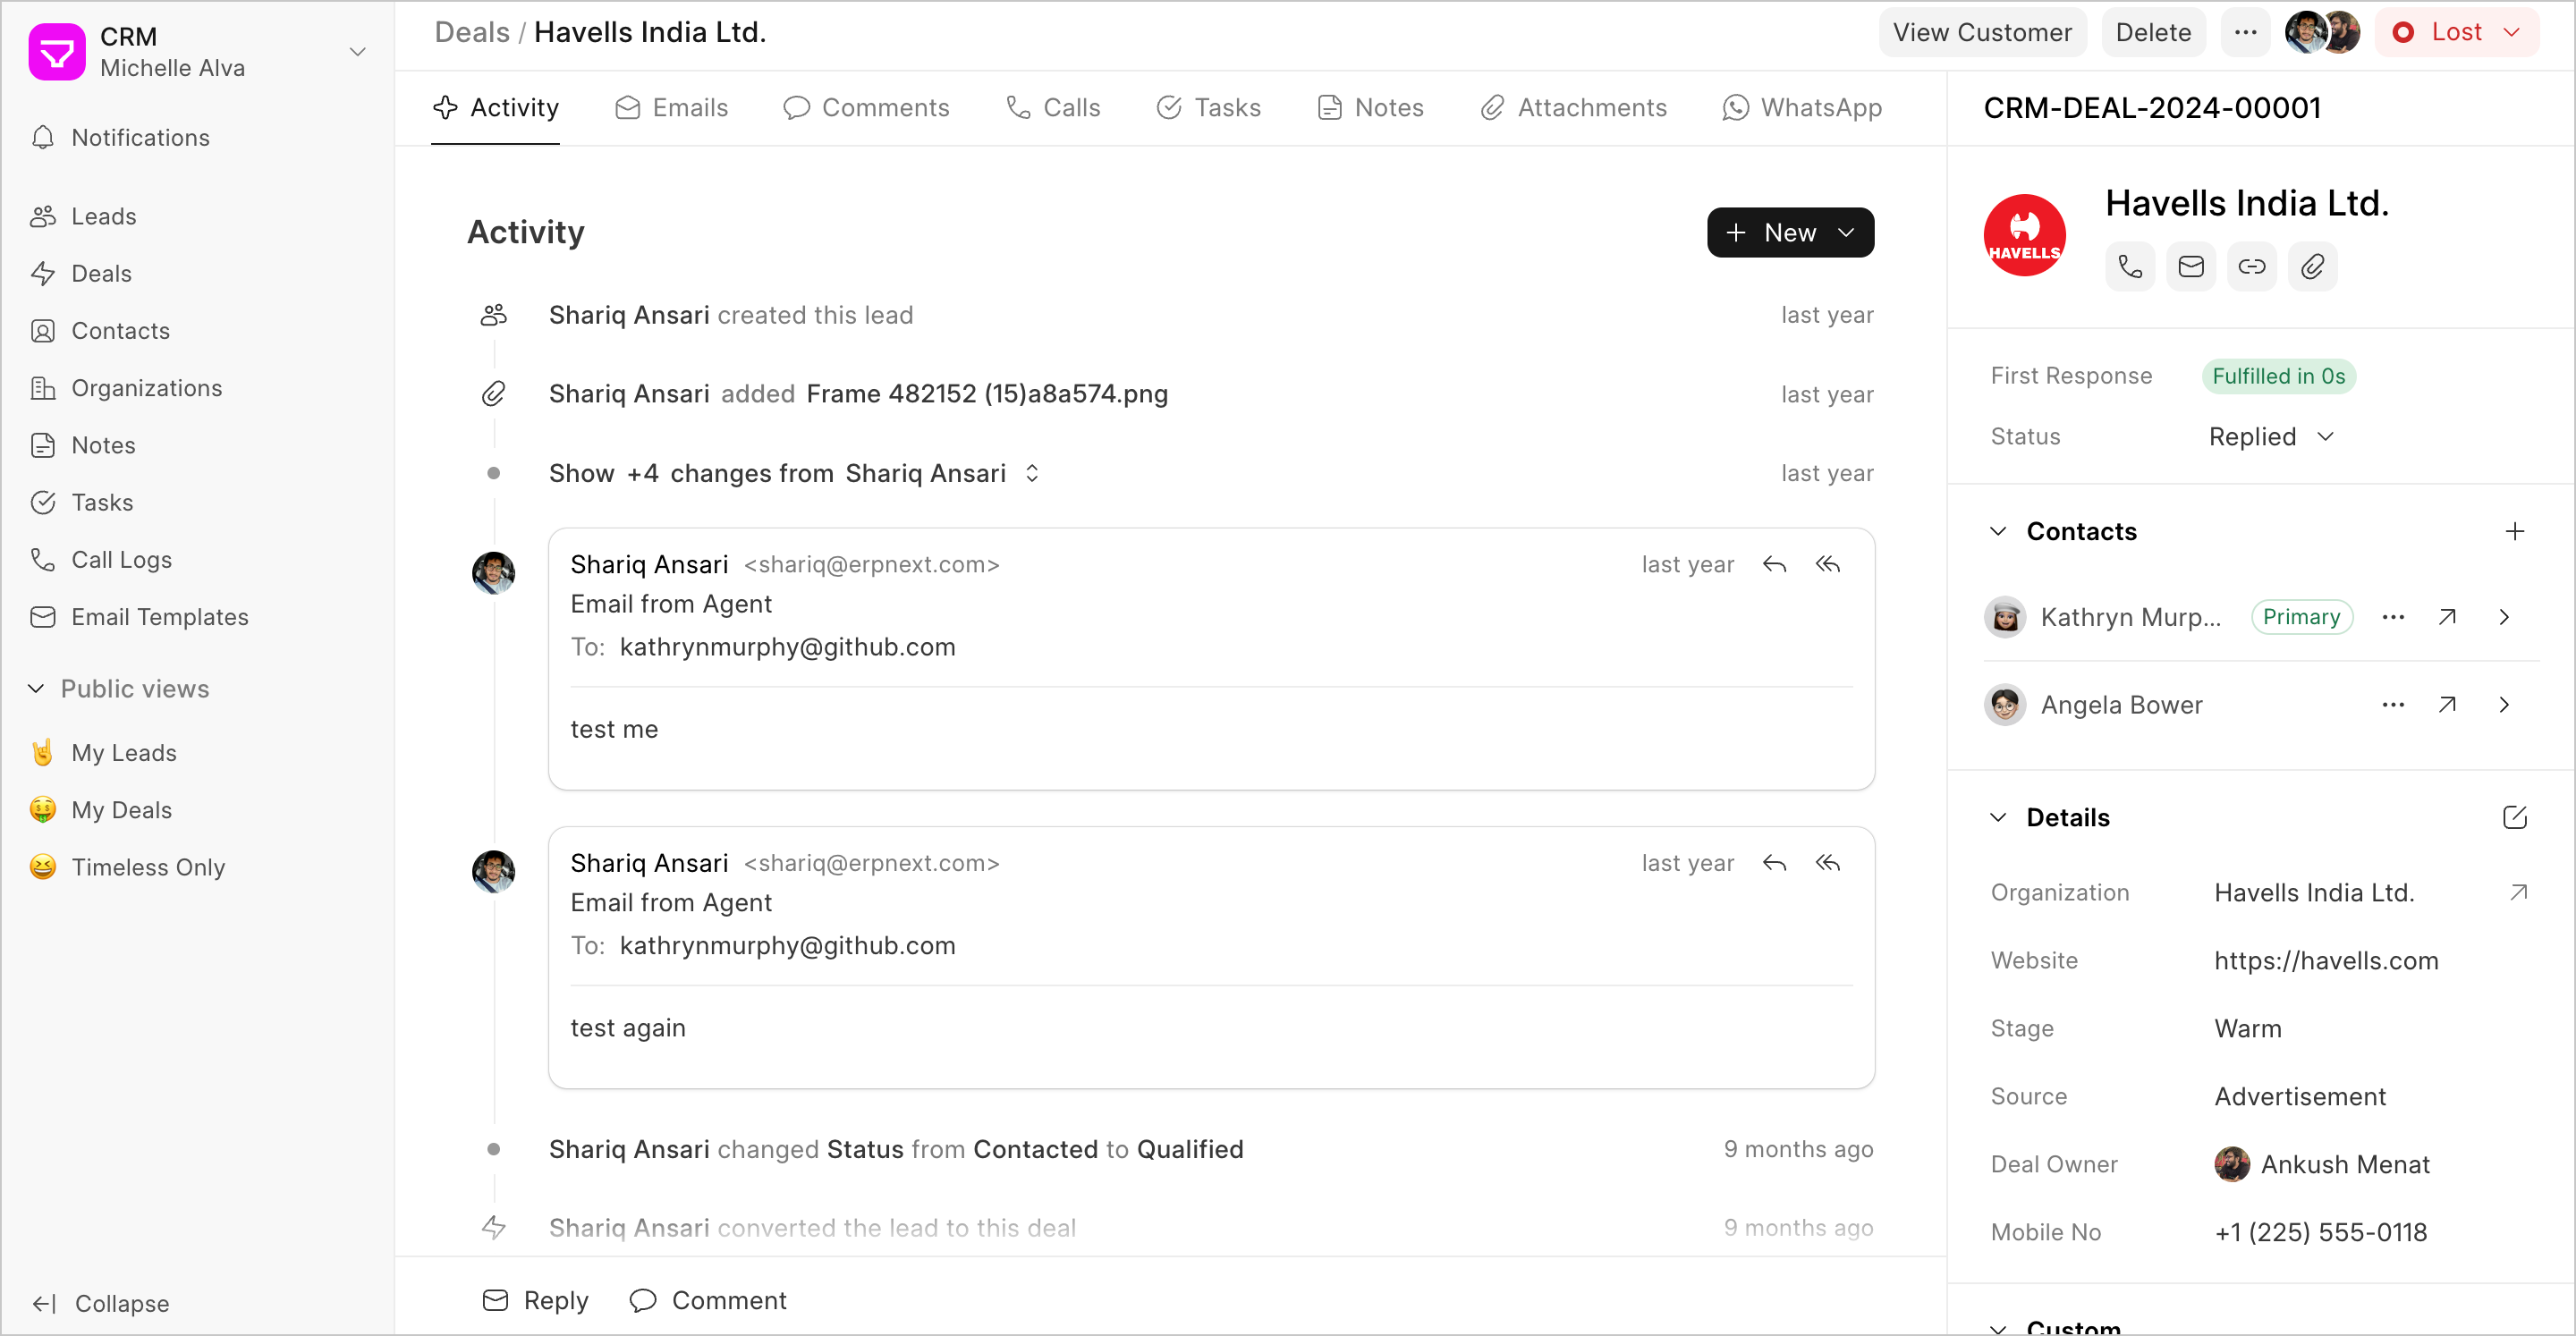 CRM
Michelle Alva
Notifications
Leads
Deals
Contacts
Organizations
Notes
Tasks
Call Logs
Email Templates
Public views
My Leads
My Deals
Timeless Only
Collapse
Deals / Havells India Ltd.
View Customer
Delete
Lost
Activity
Emails
Comments
Calls
Tasks
Notes
Attachments
WhatsApp
Activity
New
Shariq Ansari created this lead
last year
Shariq Ansari added Frame 482152 (15)a8a574.png
last year
Show +4 changes from Shariq Ansari
last year
Shariq Ansari <shariq@erpnext.com>
last year
Email from Agent
To: kathrynmurphy@github.com
test me
Shariq Ansari <shariq@erpnext.com>
last year
Email from Agent
To: kathrynmurphy@github.com
test again
Shariq Ansari changed Status from Contacted to Qualified
9 months ago
Shariq Ansari converted the lead to this deal
9 months ago
Reply
Comment
CRM-DEAL-2024-00001
HAVELLS
Havells India Ltd.
First Response
Fulfilled in 0s
Status
Replied
Contacts
Kathryn Murp...
Primary
Angela Bower
Details
Organization
Havells India Ltd.
Website
https://havells.com
Stage
Warm
Source
Advertisement
Deal Owner
Ankush Menat
Mobile No
+1 (225) 555-0118
Custom